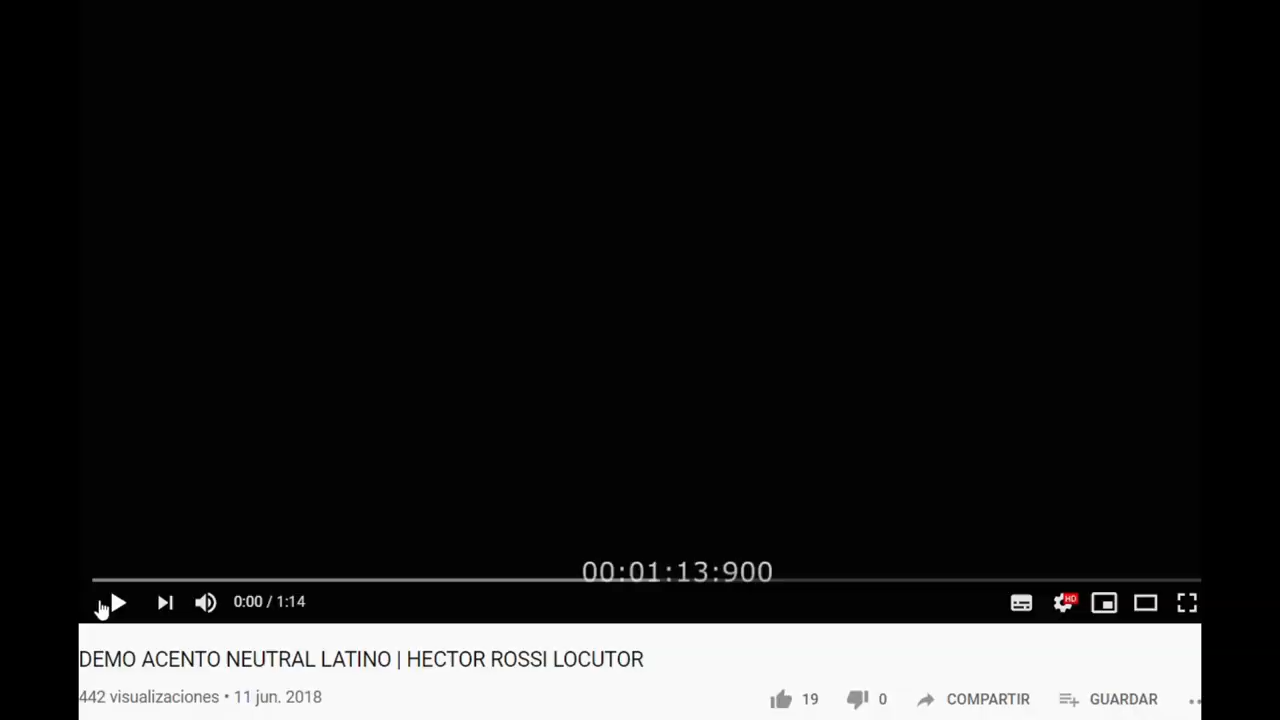 00:01:13:900
0:00 / 1:14
HD
DEMO ACENTO NEUTRAL LATINO | HECTOR ROSSI LOCUTOR
442 visualizaciones • 11 jun. 2018
19 0 COMPARTIR GUARDAR